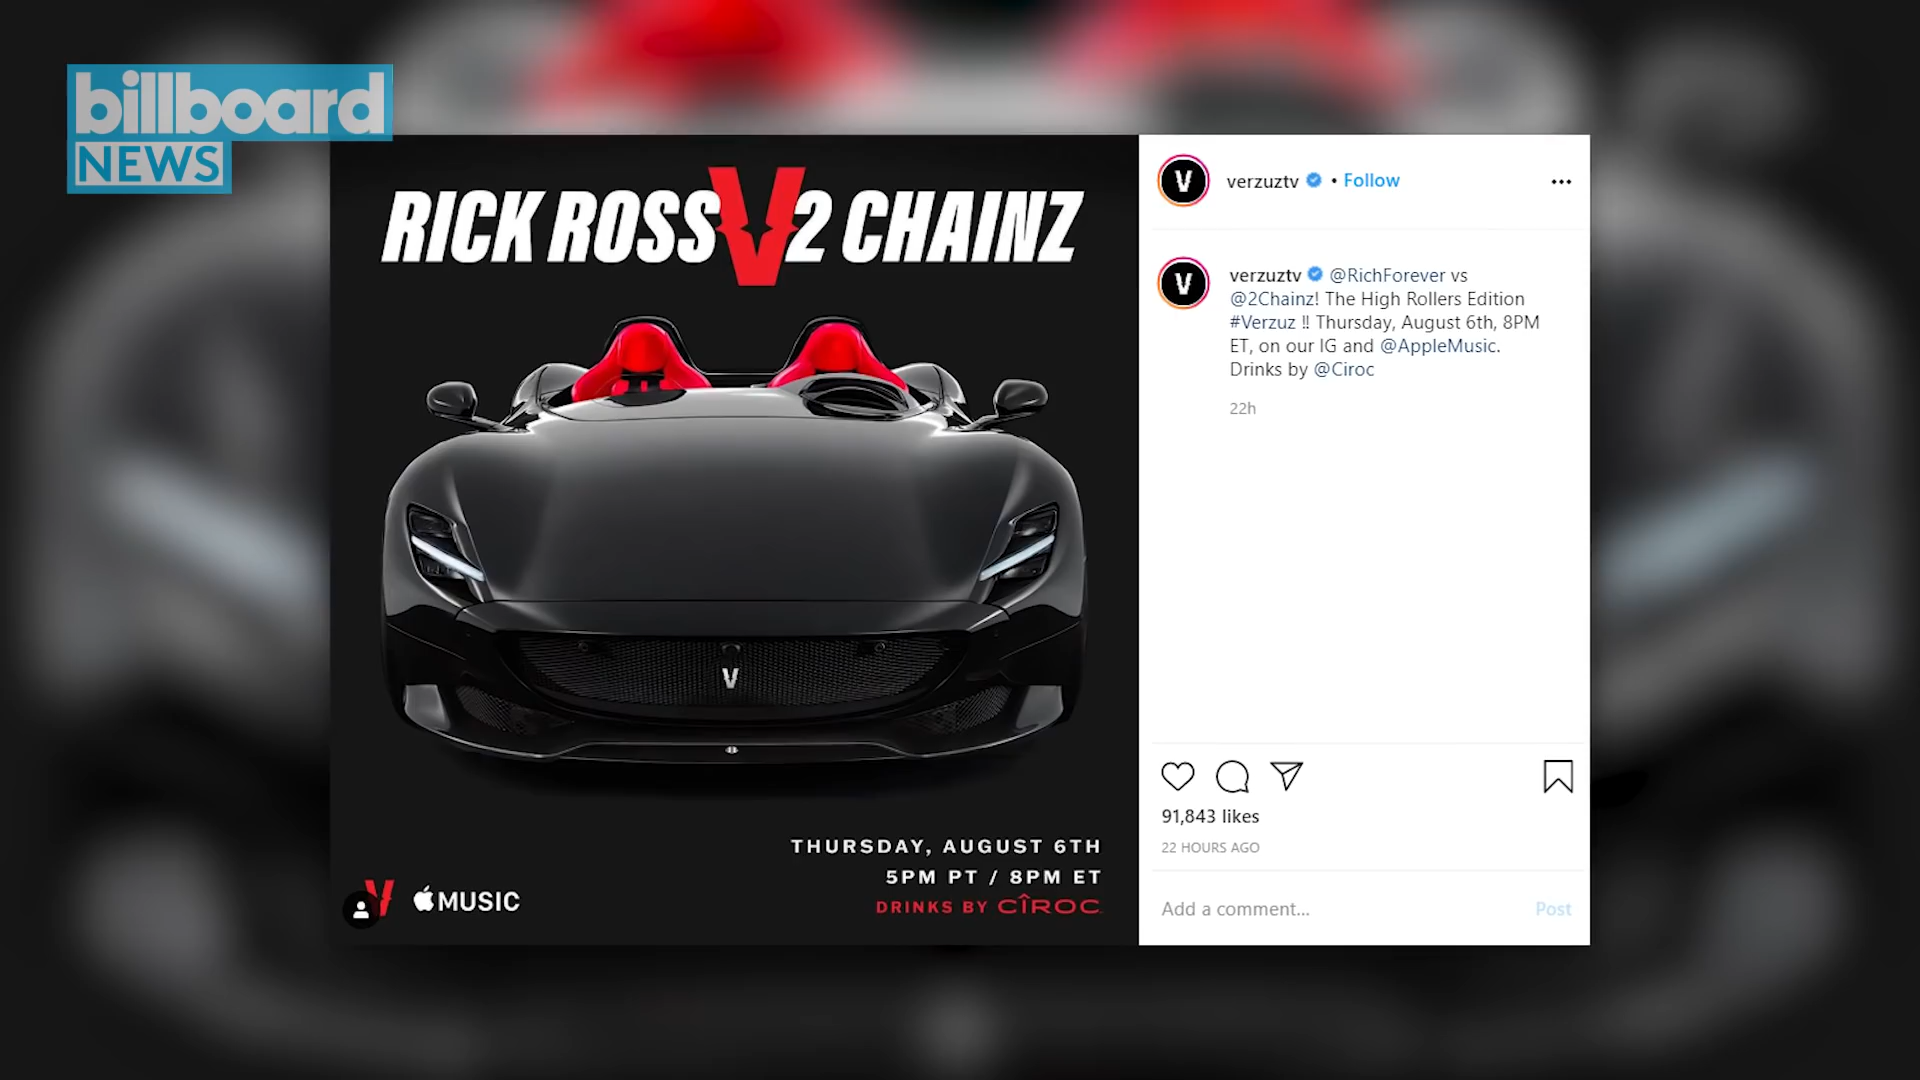 billboard
NEWS
RICK ROSS V 2 CHAINZ
V
THURSDAY, AUGUST 6TH
5PM PT / 8PM ET
DRINKS BY CÎROC
V MUSIC
V verzuztv • Follow
V verzuztv @RichForever vs
@2Chainz! The High Rollers Edition
#Verzuz !! Thursday, August 6th, 8PM
ET, on our IG and @AppleMusic.
Drinks by @Ciroc
22h
91,843 likes
22 HOURS AGO
Add a comment... Post